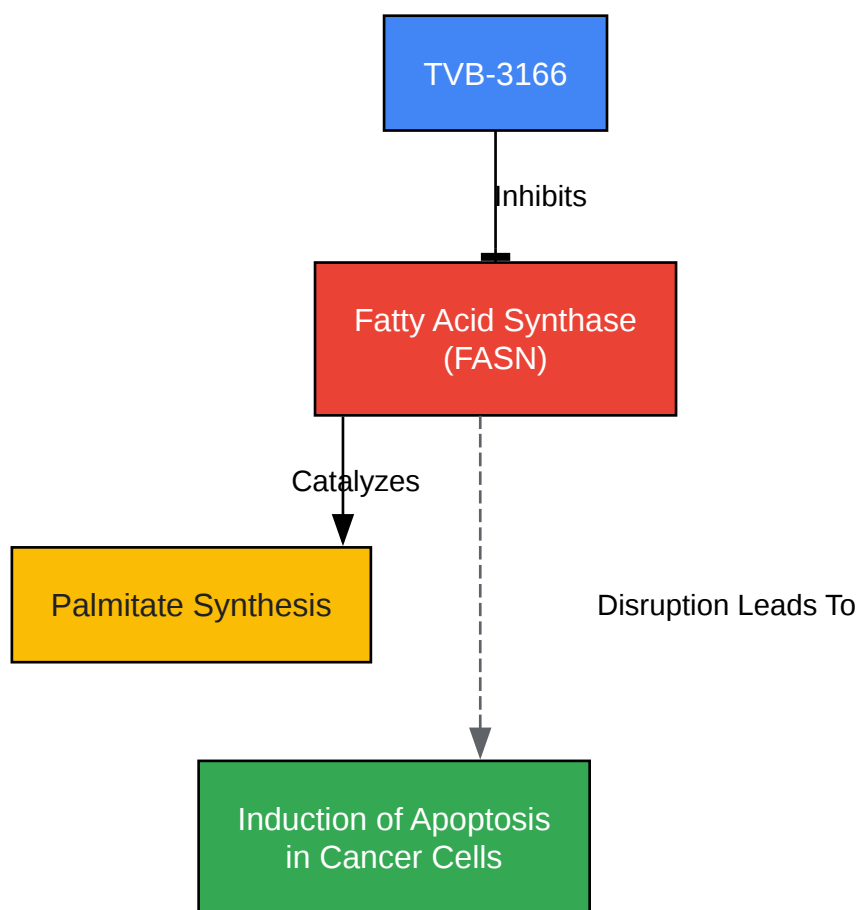 TVB-3166
Inhibits
Fatty Acid Synthase
(FASN)
Catalyzes
Palmitate Synthesis
Disruption Leads To
Induction of Apoptosis
in Cancer Cells